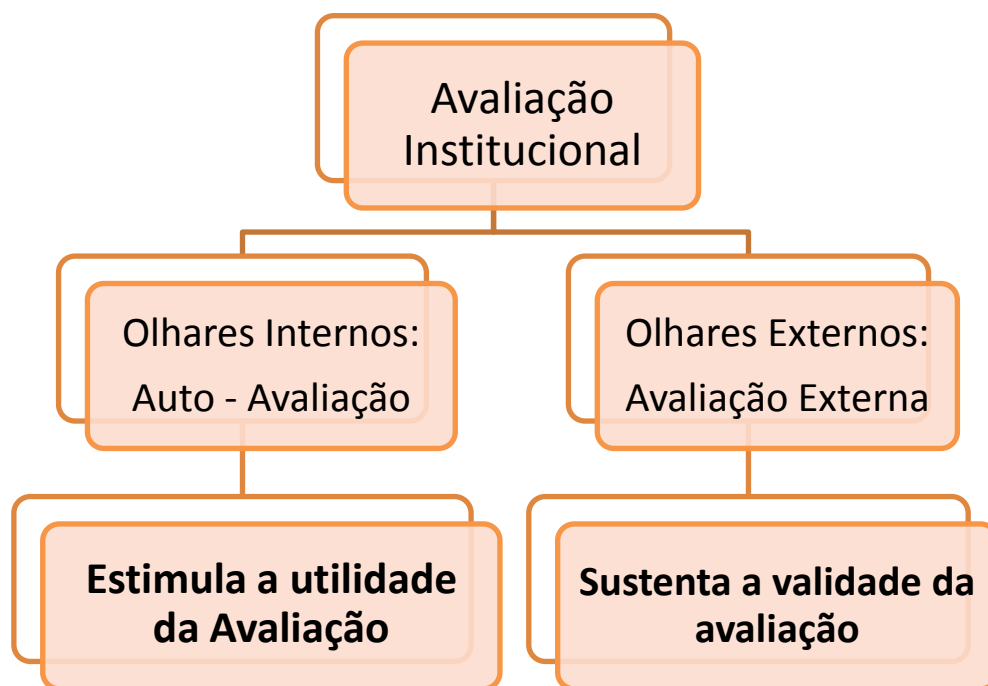 Avaliação
Institucional
Olhares Internos:
Auto - Avaliação
Olhares Externos:
Avaliação Externa
Estimula a utilidade
da Avaliação
Sustenta a validade da
avaliação